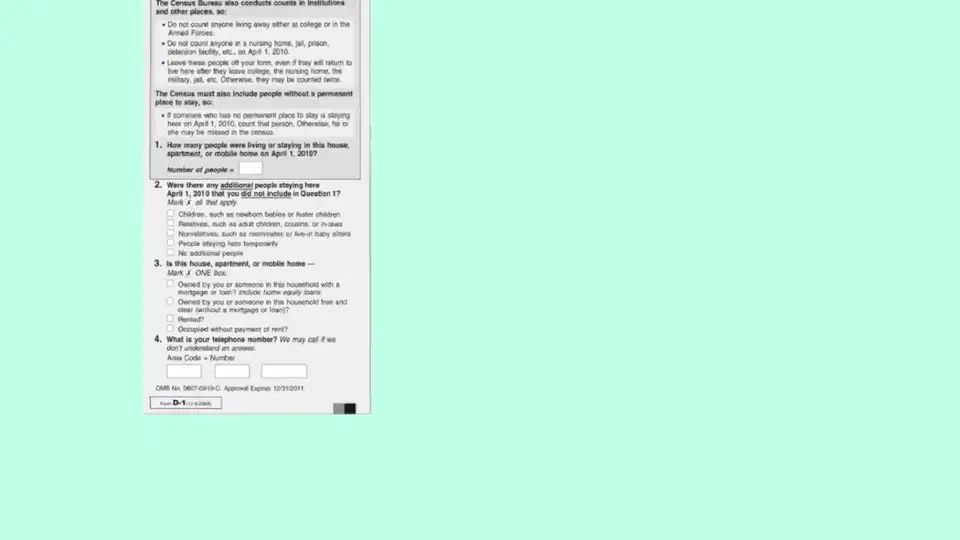 The Census Bureau also conducts counts in institutions
and other places, so:
• Do not count anyone living away either at college or in the
Armed Forces.
• Do not count anyone in a nursing home, jail, prison,
detention facility, etc., on April 1, 2010.
• Leave these people off your form, even if they will return to
live here after they leave college, the nursing home, the
military, jail, etc. Otherwise, they may be counted twice.
The Census must also include people without a permanent
place to stay, so:
• If someone who has no permanent place to stay is staying
here on April 1, 2010, count that person. Otherwise, he or
she may be missed in the census.
1. How many people were living or staying in this house,
apartment, or mobile home on April 1, 2010?
Number of people =
2. Were there any additional people staying here
April 1, 2010 that you did not include in Question 1?
Mark X all that apply.
Children, such as newborn babies or foster children
Relatives, such as adult children, cousins, or in-laws
Nonrelatives, such as roommates or live-in baby sitters
People staying here temporarily
No additional people
3. Is this house, apartment, or mobile home —
Mark X ONE box.
Owned by you or someone in this household with a
mortgage or loan? Include home equity loans.
Owned by you or someone in this household free and
clear (without a mortgage or loan)?
Rented?
Occupied without payment of rent?
4. What is your telephone number? We may call if we
don't understand an answer.
Area Code + Number
OMB No. 0607-0919-C: Approval Expires 12/31/2011.
Form D-1